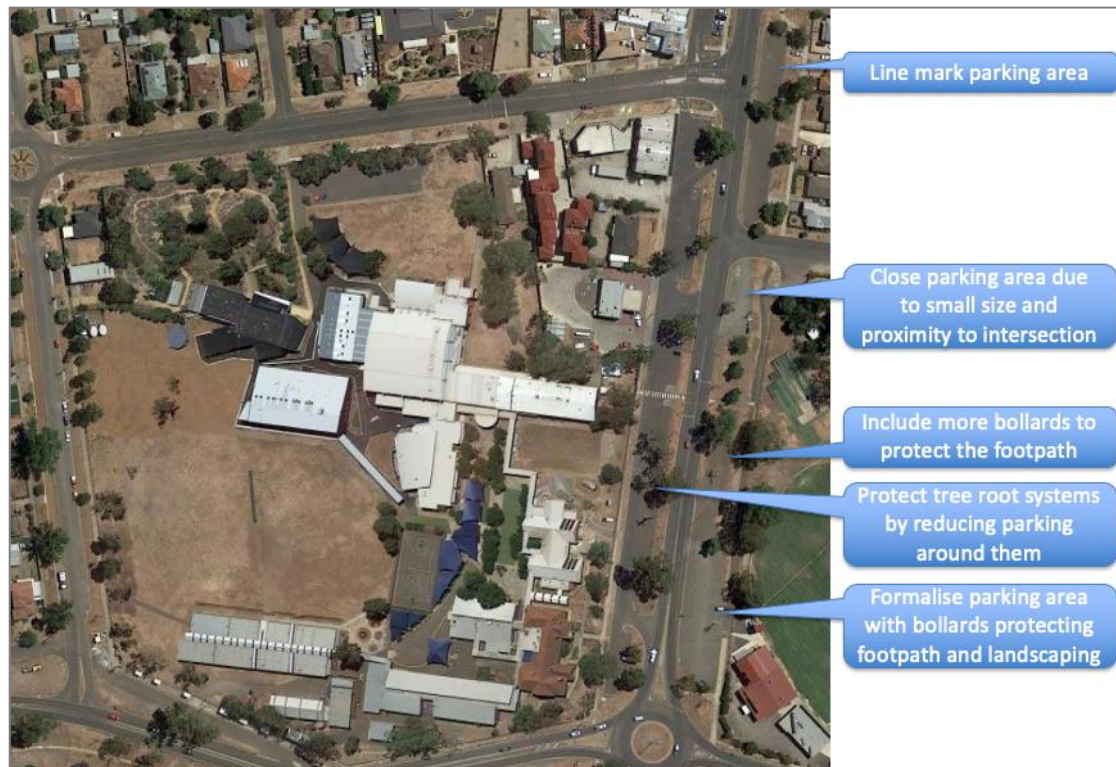 Line mark parking area
Close parking area due
to small size and
proximity to intersection
Include more bollards to
protect the footpath
Protect tree root systems
by reducing parking
around them
Formalise parking area
with bollards protecting
footpath and landscaping